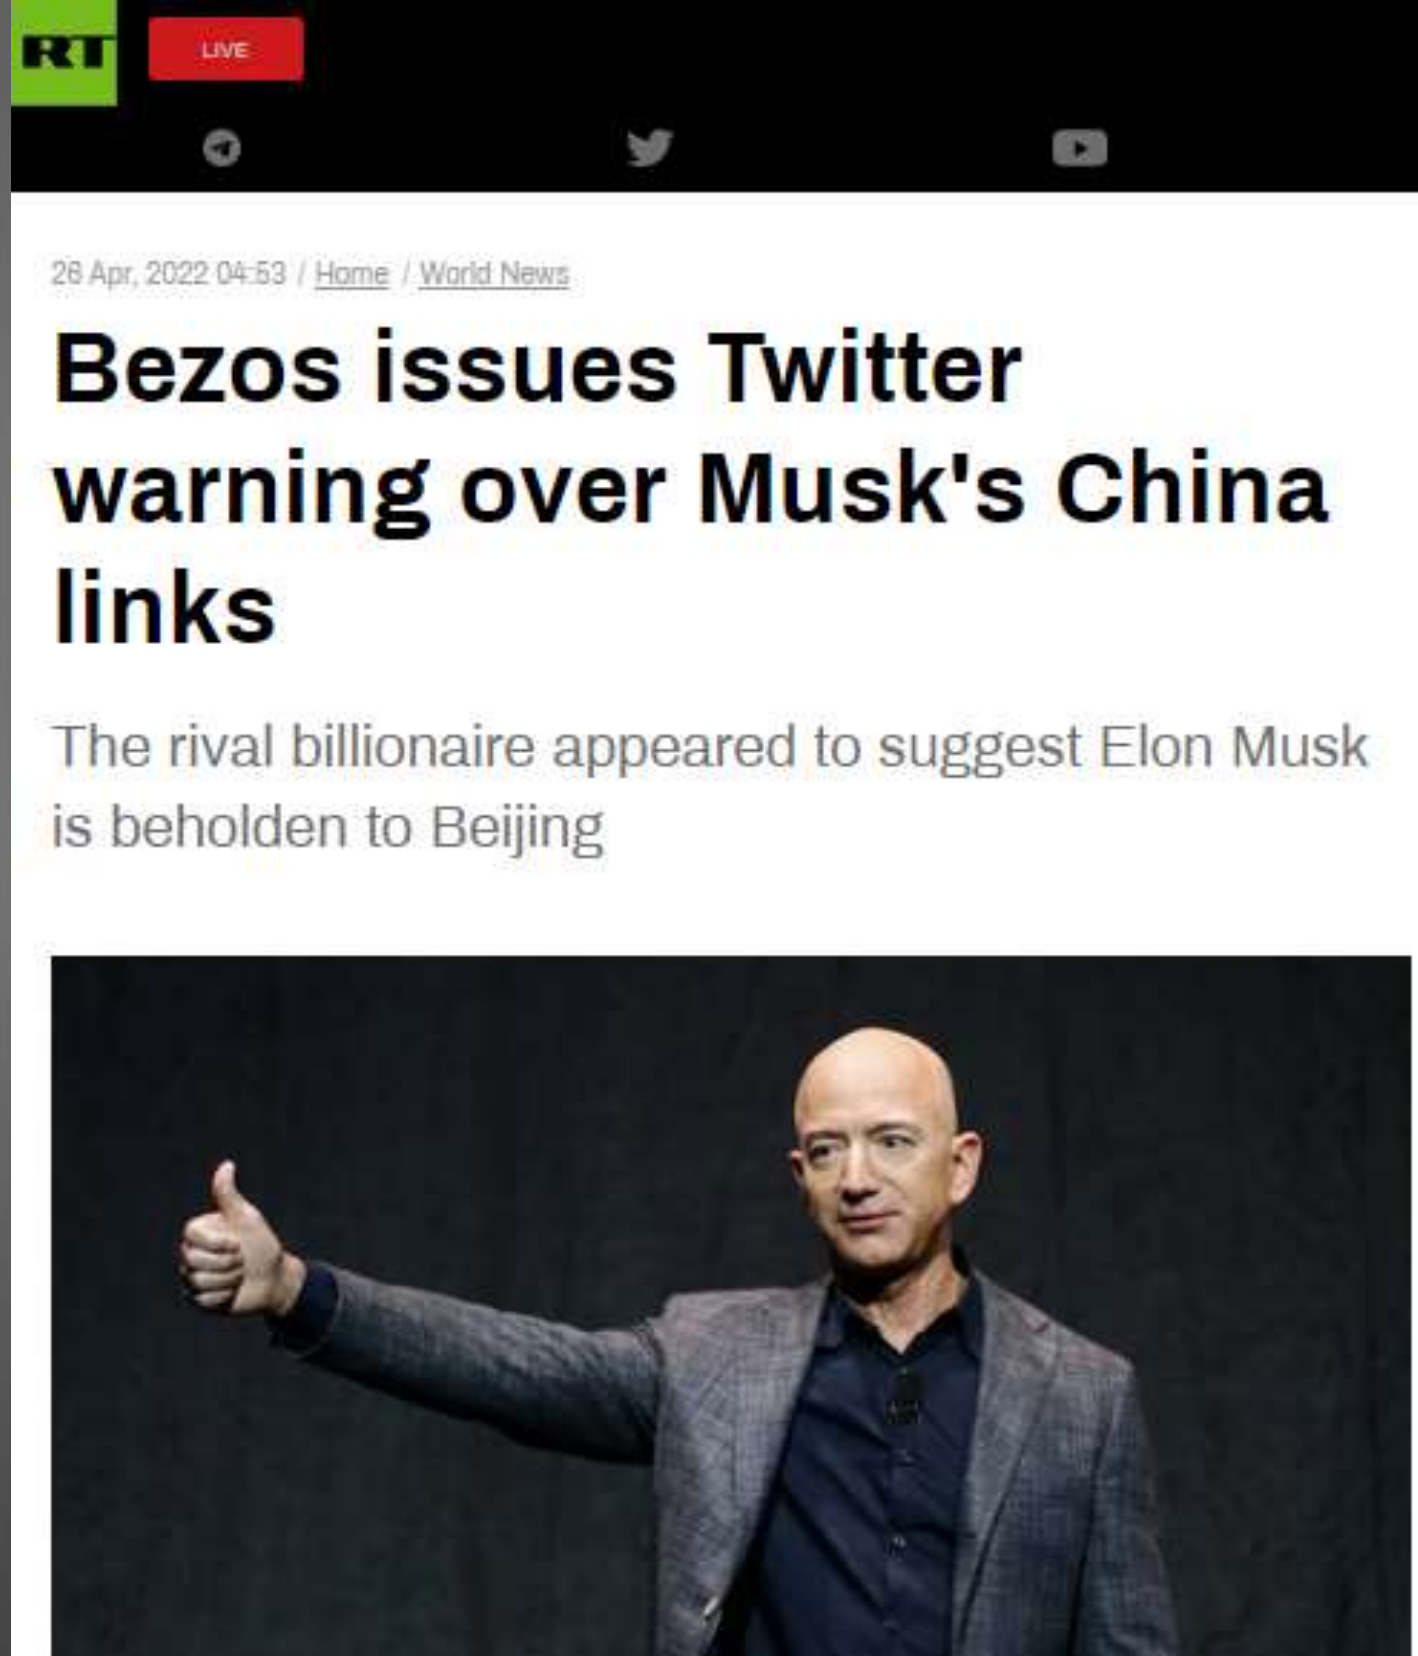 RT
LIVE
26 Apr, 2022 04:53 / Home / World News
Bezos issues Twitter
warning over Musk's China
links
The rival billionaire appeared to suggest Elon Musk
is beholden to Beijing